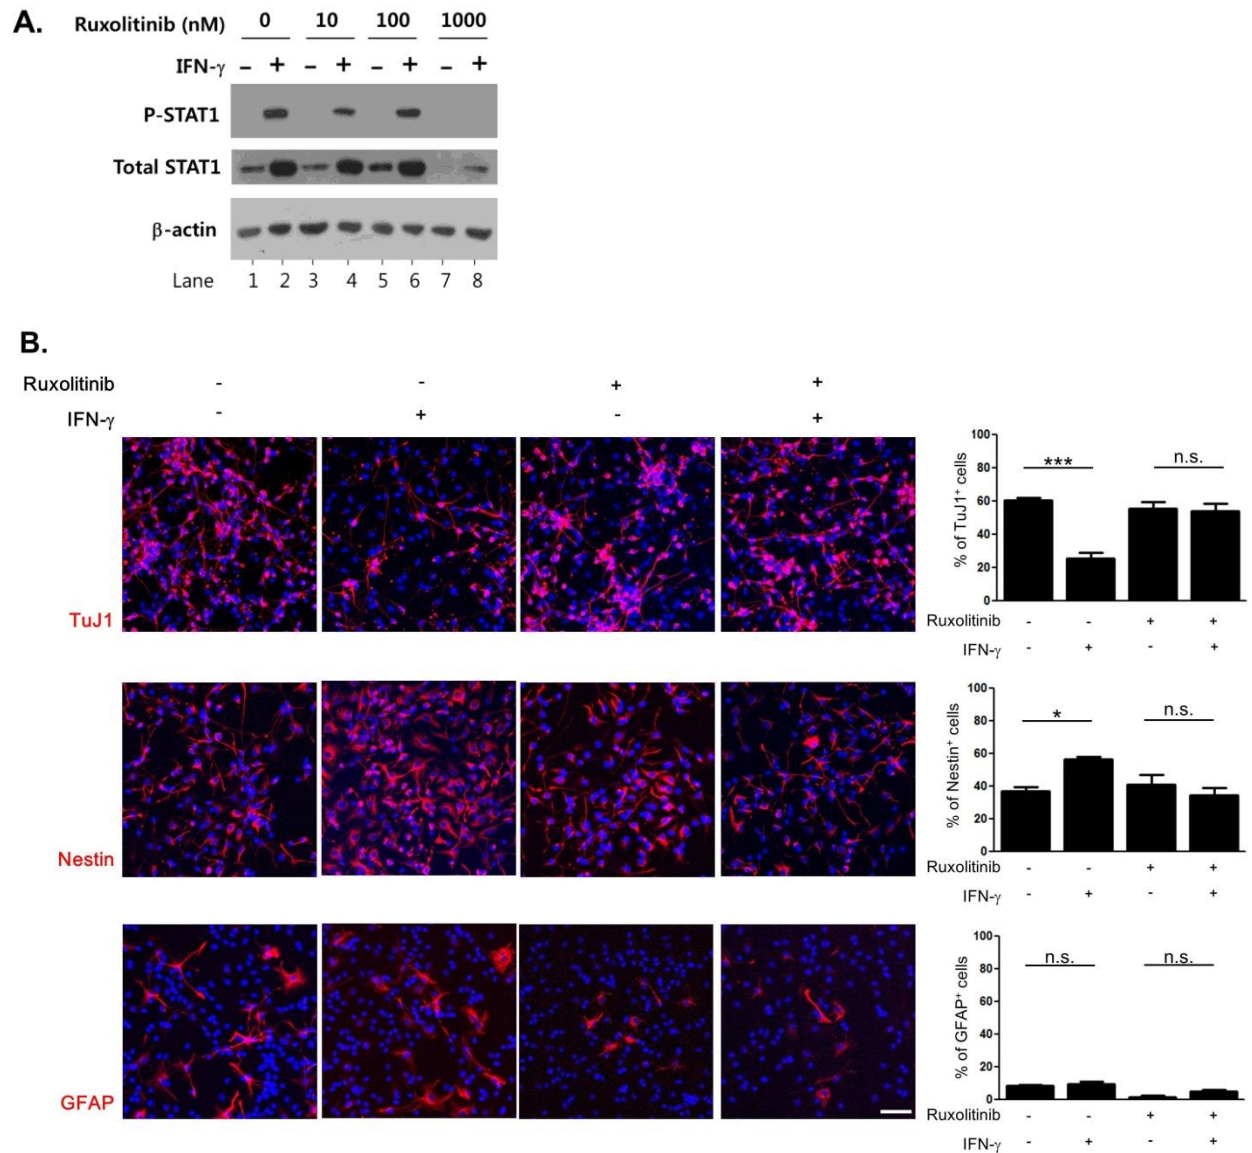 A.
Ruxolitinib (nM) 0 10 100 1000
IFN-γ – + – + – + – +
P-STAT1
Total STAT1
β-actin
Lane 1 2 3 4 5 6 7 8
B.
Ruxolitinib - - + +
IFN-γ - + - +
TuJ1
% of TuJ1⁺ cells
100
80
60
40
20
0
*** n.s.
Ruxolitinib - - + +
IFN-γ - + - +
Nestin
% of Nestin⁺ cells
100
80
60
40
20
0
* n.s.
Ruxolitinib - - + +
IFN-γ - + - +
GFAP
% of GFAP⁺ cells
100
80
60
40
20
0
n.s. n.s.
Ruxolitinib - - + +
IFN-γ - + - +